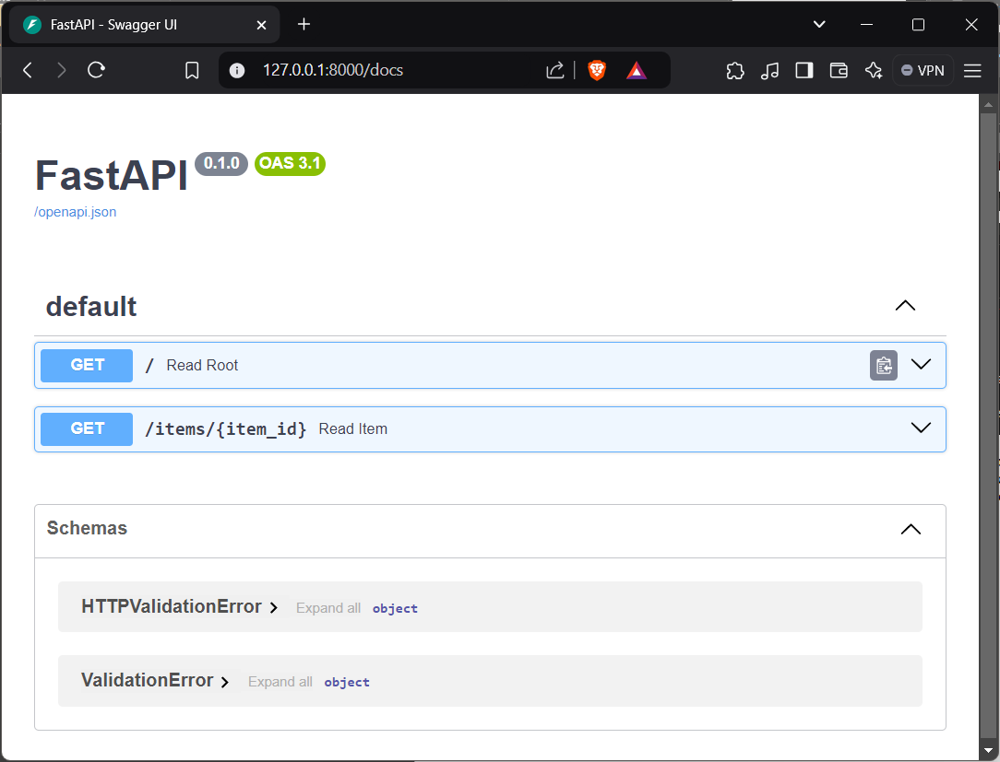 FastAPI - Swagger UI
127.0.0.1:8000/docs
VPN
FastAPI 0.1.0 OAS 3.1
/openapi.json
default
GET / Read Root
GET /items/{item_id} Read Item
Schemas
HTTPValidationError Expand all object
ValidationError Expand all object